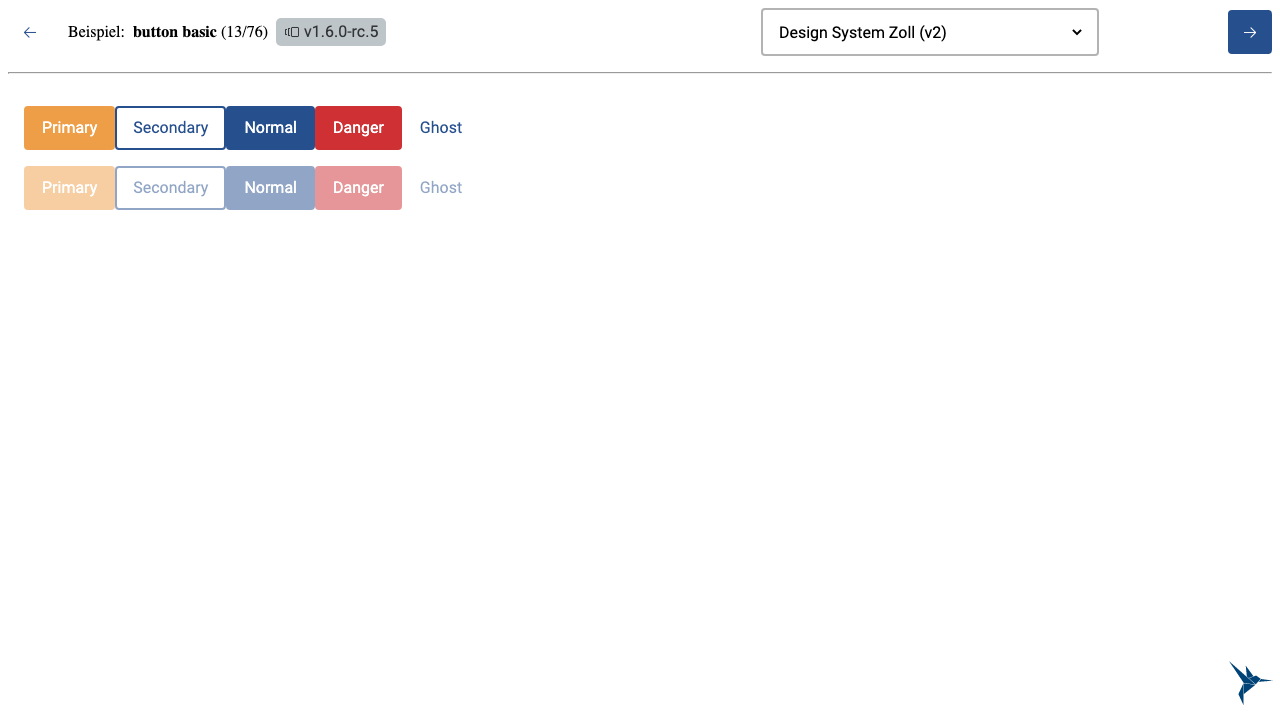 Beispiel: button basic (13/76) v1.6.0-rc.5 Design System Zoll (v2)
Primary Secondary Normal Danger Ghost
Primary Secondary Normal Danger Ghost